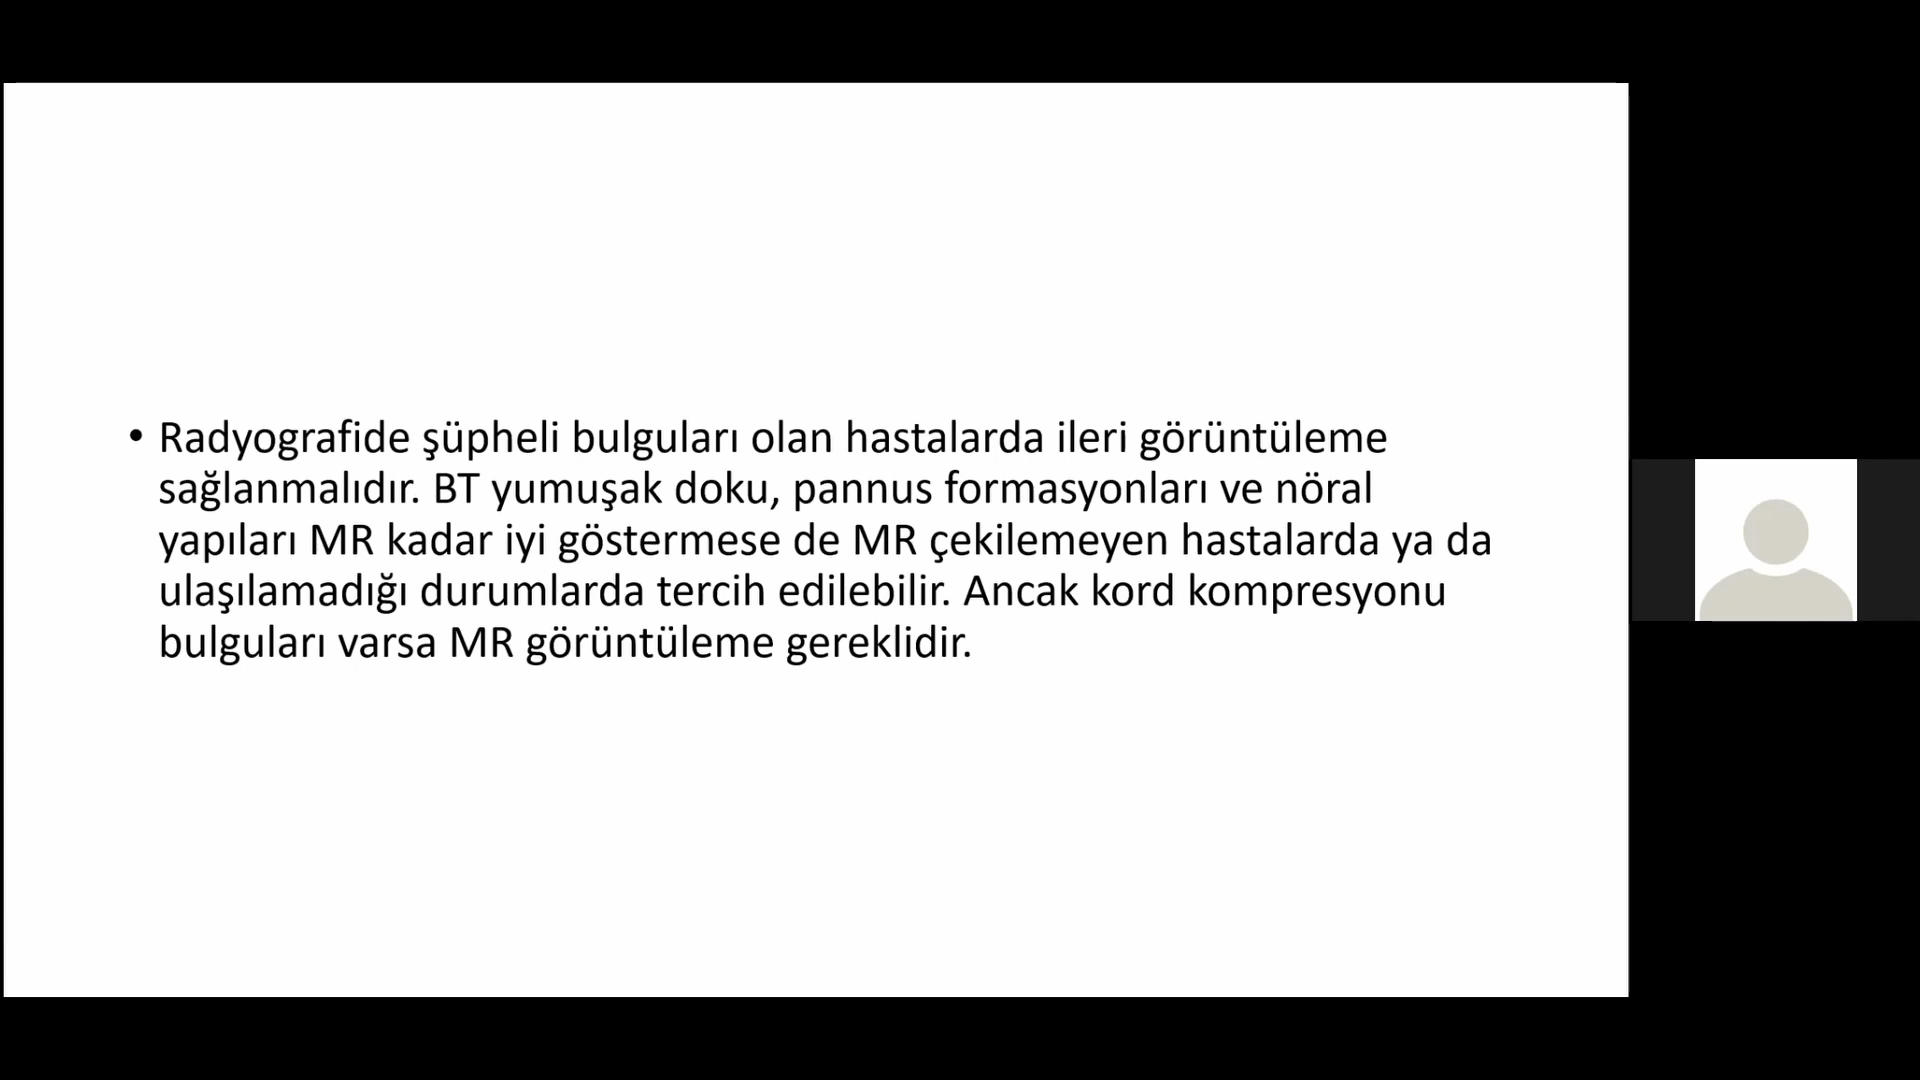 • Radyografide şüpheli bulguları olan hastalarda ileri görüntüleme
sağlanmalıdır. BT yumuşak doku, pannus formasyonları ve nöral
yapıları MR kadar iyi göstermese de MR çekilemeyen hastalarda ya da
ulaşılamadığı durumlarda tercih edilebilir. Ancak kord kompresyonu
bulguları varsa MR görüntüleme gereklidir.